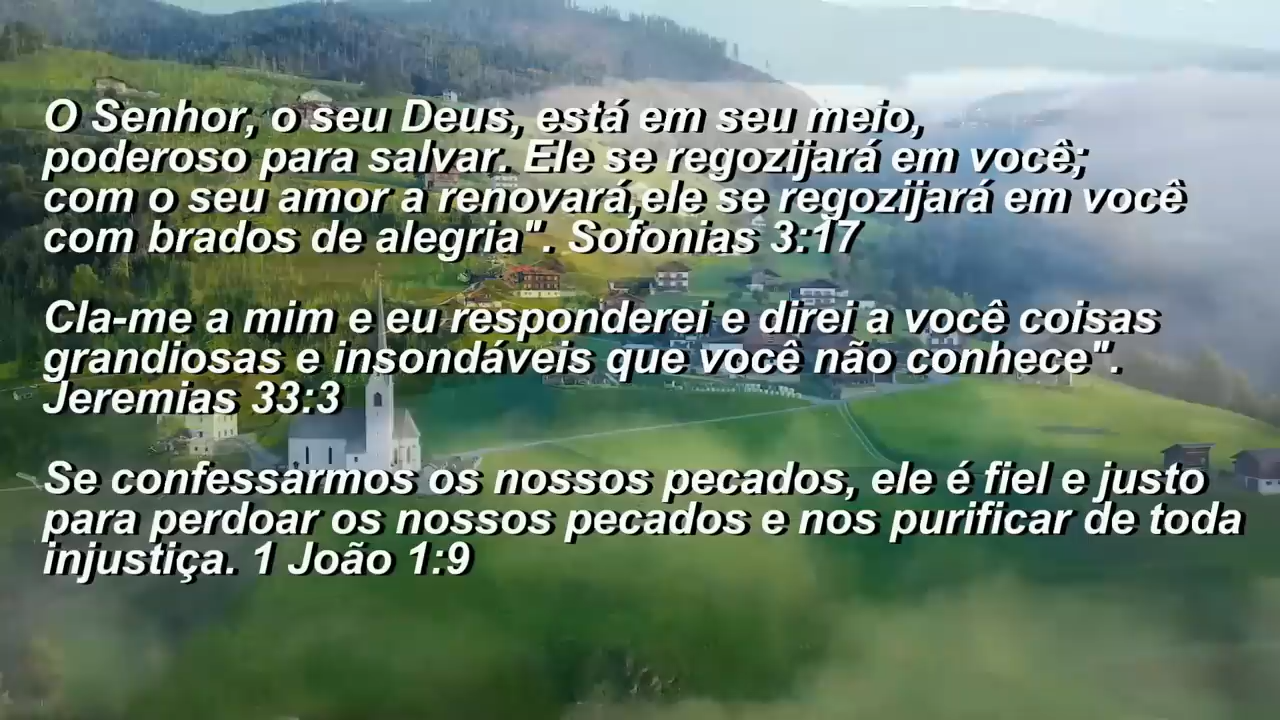 O Senhor, o seu Deus, está em seu meio,
poderoso para salvar. Ele se regozijará em você;
com o seu amor a renovará,ele se regozijará em você
com brados de alegria". Sofonias 3:17
Cla-me a mim e eu responderei e direi a você coisas
grandiosas e insondáveis que você não conhece".
Jeremias 33:3
Se confessarmos os nossos pecados, ele é fiel e justo
para perdoar os nossos pecados e nos purificar de toda
injustiça. 1 João 1:9